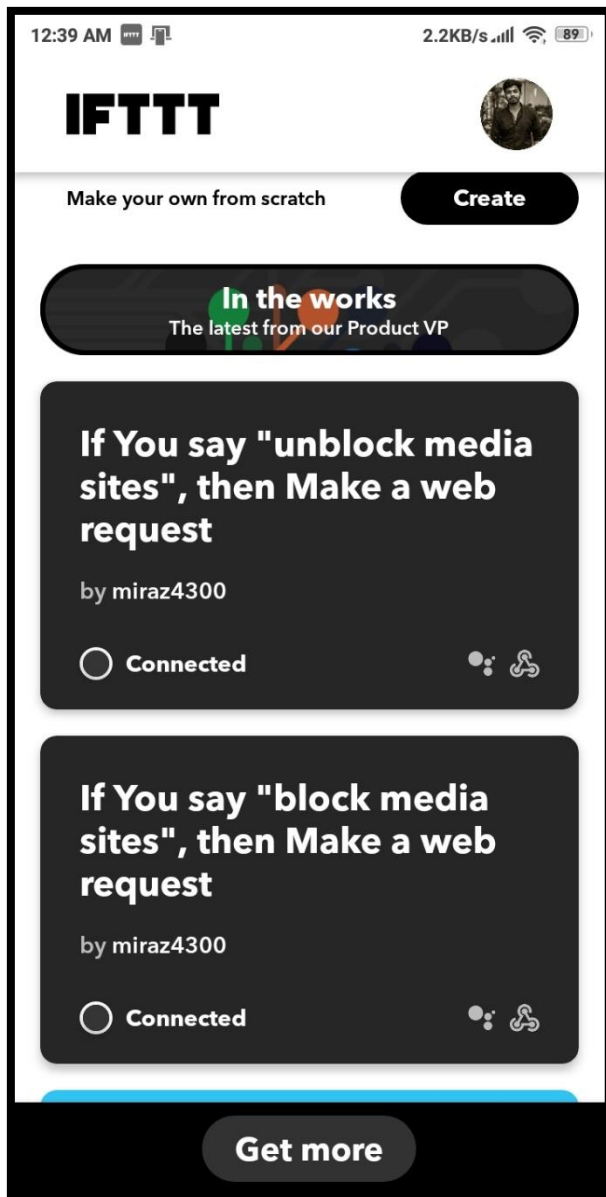 12:39 AM IFTTT 2.2KB/s 89
IFTTT
Make your own from scratch Create
In the works
The latest from our Product VP
If You say "unblock media
sites", then Make a web
request
by miraz4300
Connected
If You say "block media
sites", then Make a web
request
by miraz4300
Connected
Get more